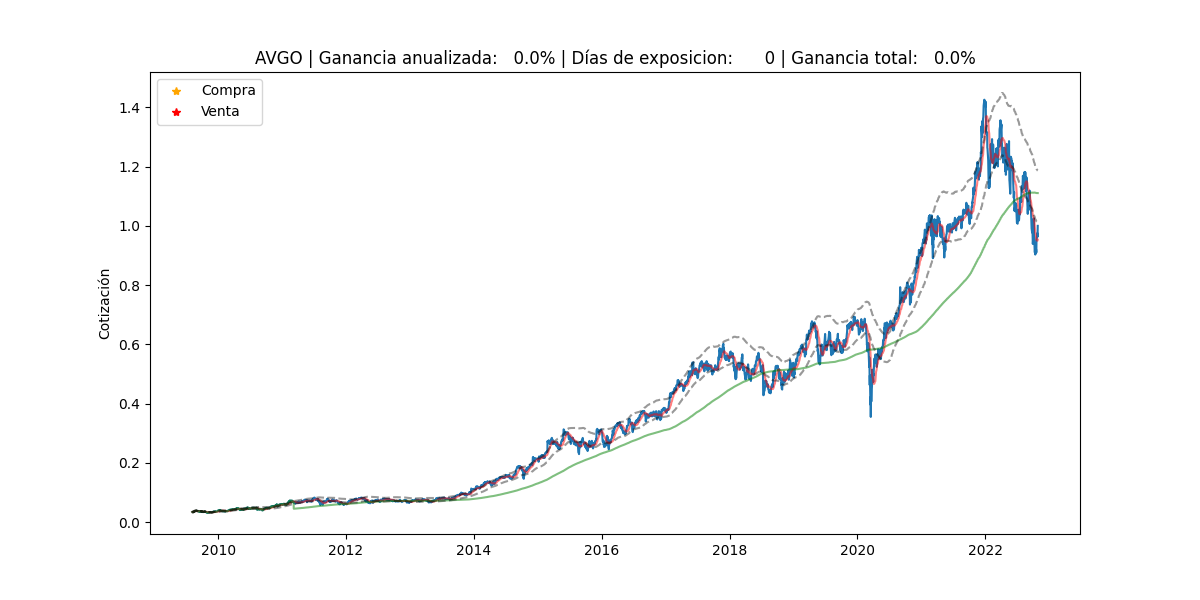 AVGO | Ganancia anualizada:   0.0% | Días de exposicion:      0 | Ganancia total:   0.0%
Compra
Venta
Cotización
1.4
1.2
1.0
0.8
0.6
0.4
0.2
0.0
2010 2012 2014 2016 2018 2020 2022